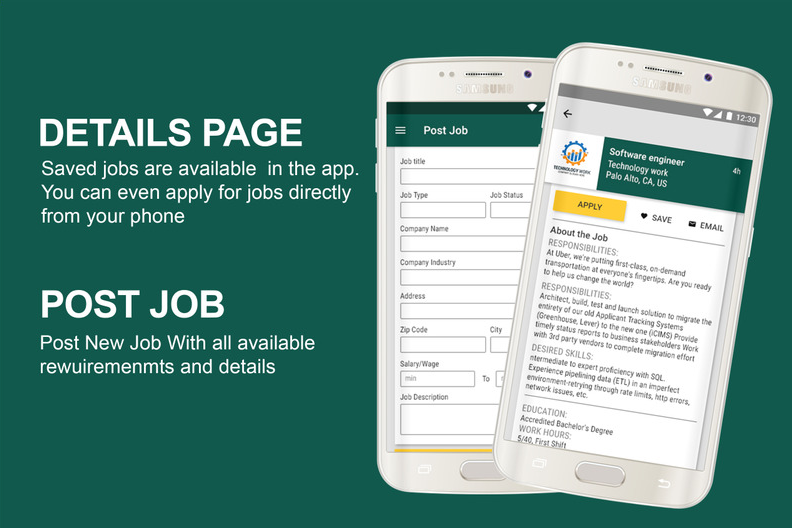 DETAILS PAGE
Saved jobs are available  in the app.
You can even apply for jobs directly
from your phone
POST JOB
Post New Job With all available
rewuiremenmts and details
SAMSUNG
Post Job
Job title
Job Type
Job Status
Company Name
Company Industry
Address
Zip Code
City
Salary/Wage
min
To
Job Description
SAMSUNG
12:30
TECHNOLOGY WORK
Software engineer
Technology work
Palo Alto, CA, US
4h
APPLY
SAVE
EMAIL
About the Job
RESPONSIBILITIES:
At Uber, we're putting first-class, on-demand
transportation at everyone's fingertips. Are you ready
to help us change the world?
RESPONSIBILITIES:
Architect, build, test and launch solution to migrate the
entirety of our old Applicant Tracking Systems
(Greenhouse, Lever) to the new one (iCIMS) Provide
timely status reports to business stakeholders Work
with 3rd party vendors to complete migration effort
DESIRED SKILLS:
Intermediate to expert proficiency with SQL.
Experience pipelining data (ETL) in an imperfect
environment-retrying through rate limits, http errors,
network issues, etc.
EDUCATION:
Accredited Bachelor's Degree
WORK HOURS:
5/40, First Shift